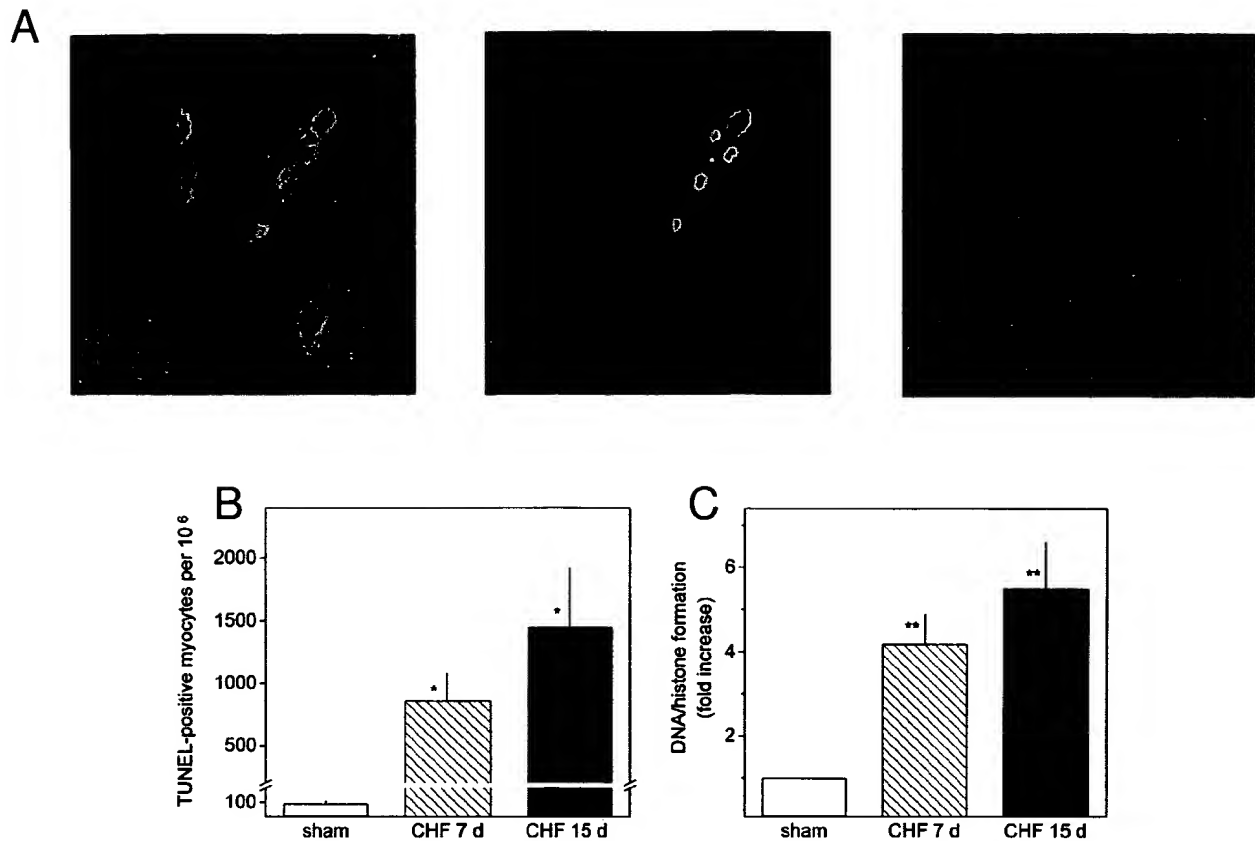 A
B
TUNEL-positive myocytes per 10⁶
2000
1500
1000
500
100
*
*
sham
CHF 7 d
CHF 15 d
C
DNA/histone formation
(fold increase)
6
4
2
**
**
sham
CHF 7 d
CHF 15 d